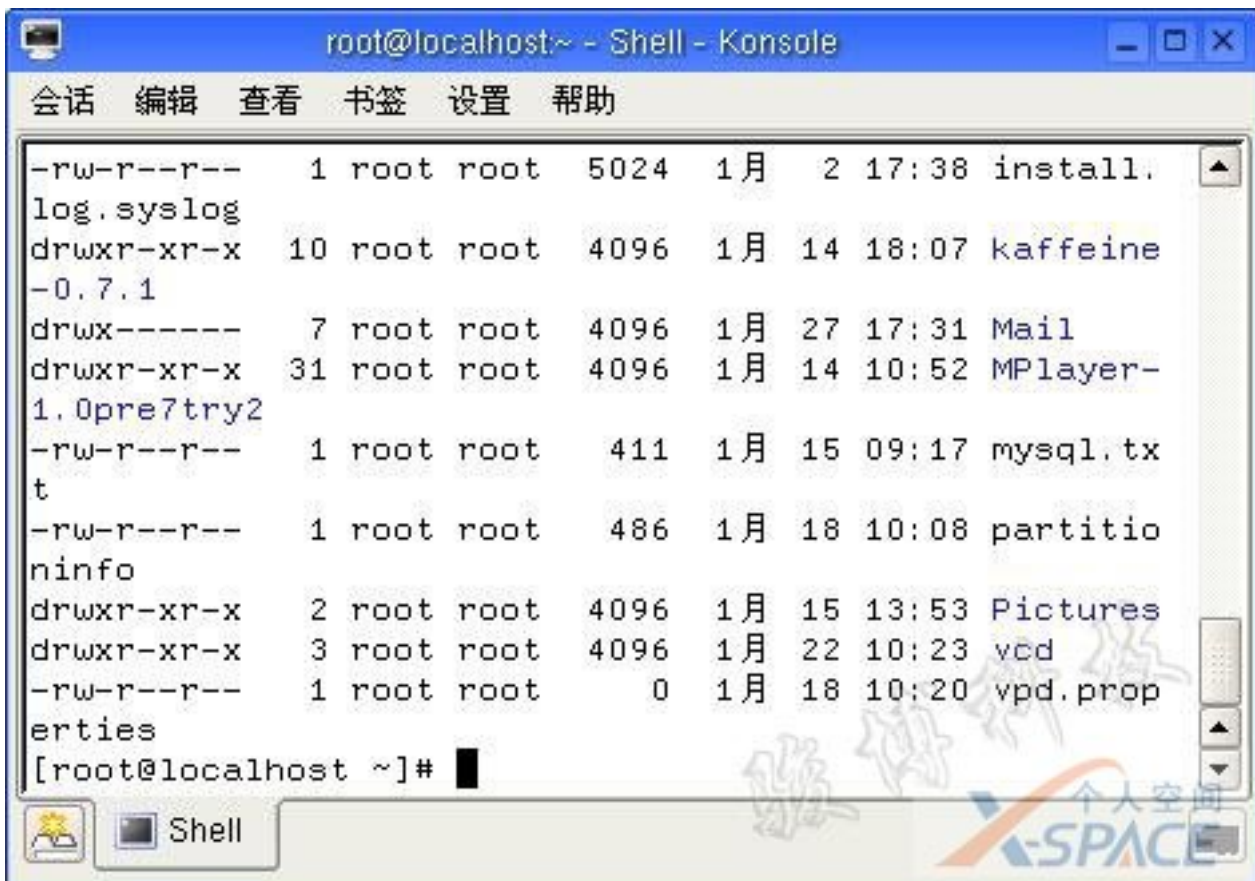 root@localhost:~ - Shell - Konsole
会话 编辑 查看 书签 设置 帮助
-rw-r--r-- 1 root root 5024 1月 2 17:38 install.
log.syslog
drwxr-xr-x 10 root root 4096 1月 14 18:07 kaffeine
-0.7.1
drwx------ 7 root root 4096 1月 27 17:31 Mail
drwxr-xr-x 31 root root 4096 1月 14 10:52 MPlayer-
1.0pre7try2
-rw-r--r-- 1 root root 411 1月 15 09:17 mysql.tx
t
-rw-r--r-- 1 root root 486 1月 18 10:08 partitio
ninfo
drwxr-xr-x 2 root root 4096 1月 15 13:53 Pictures
drwxr-xr-x 3 root root 4096 1月 22 10:23 vcd
-rw-r--r-- 1 root root 0 1月 18 10:20 vpd.prop
erties
[root@localhost ~]#
个人空间
X-SPACE
Shell